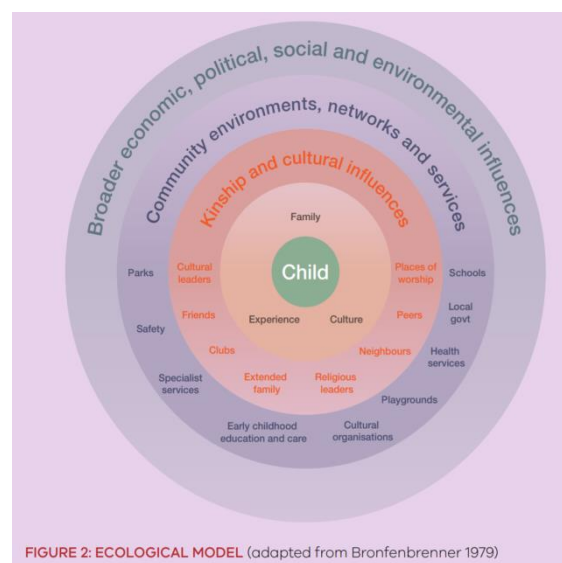 Broader economic, political, social and environmental influences
Community environments, networks and services
Kinship and cultural influences
Family
Child
Experience
Culture
Cultural
leaders
Places of
worship
Friends
Peers
Clubs
Neighbours
Extended
family
Religious
leaders
Parks
Schools
Safety
Local
govt
Specialist
services
Health
services
Playgrounds
Early childhood
education and care
Cultural
organisations
FIGURE 2: ECOLOGICAL MODEL (adapted from Bronfenbrenner 1979)